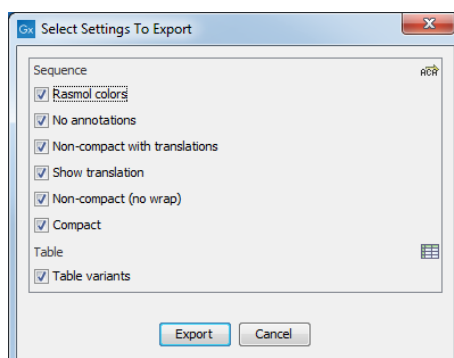 Gx Select Settings To Export
Sequence
Rasmol colors
No annotations
Non-compact with translations
Show translation
Non-compact (no wrap)
Compact
Table
Table variants
Export Cancel